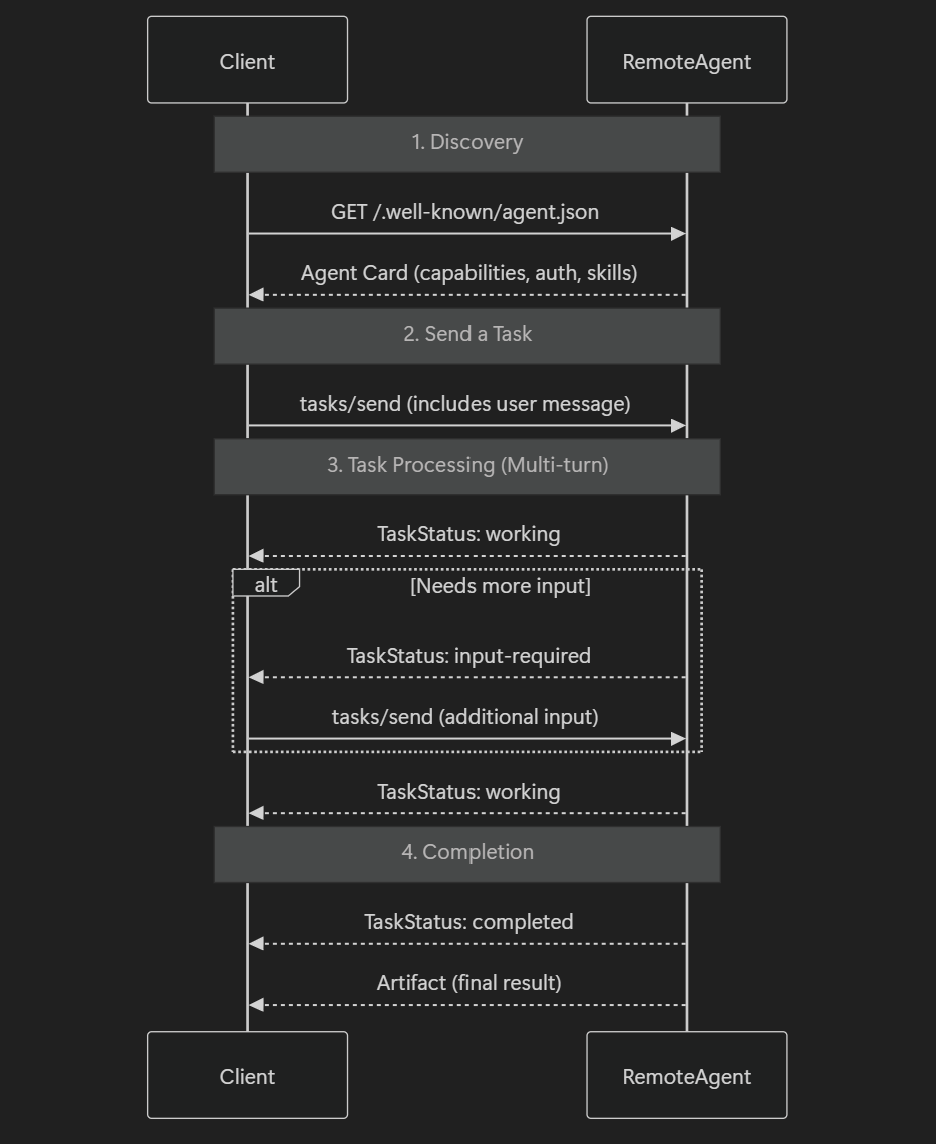 Client
RemoteAgent
1. Discovery
GET /.well-known/agent.json
Agent Card (capabilities, auth, skills)
2. Send a Task
tasks/send (includes user message)
3. Task Processing (Multi-turn)
TaskStatus: working
alt
[Needs more input]
TaskStatus: input-required
tasks/send (additional input)
TaskStatus: working
4. Completion
TaskStatus: completed
Artifact (final result)
Client
RemoteAgent